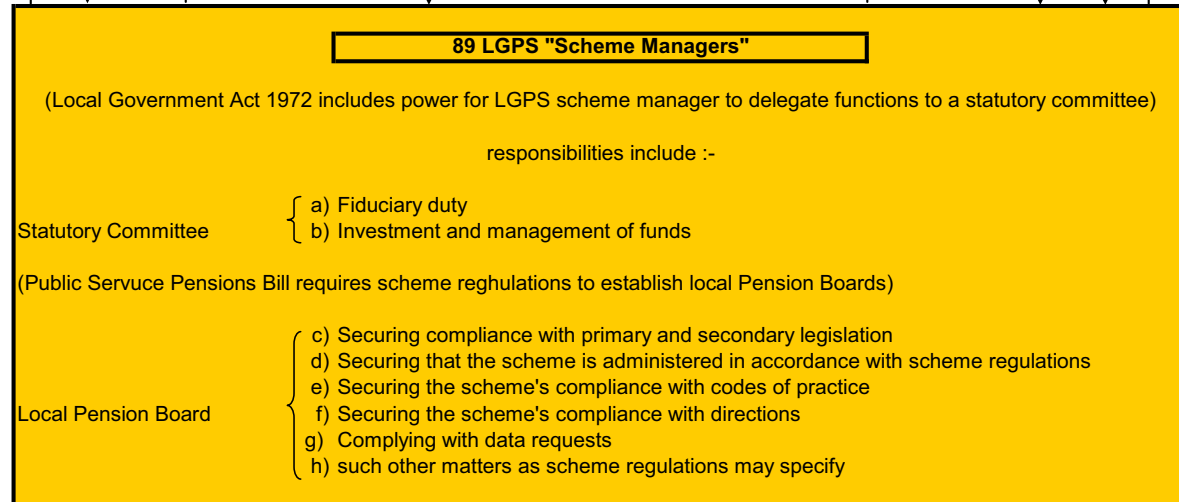 89 LGPS "Scheme Managers"
(Local Government Act 1972 includes power for LGPS scheme manager to delegate functions to a statutory committee)
responsibilities include :-
a) Fiduciary duty
Statutory Committee b) Investment and management of funds
(Public Servuce Pensions Bill requires scheme reghulations to establish local Pension Boards)
c) Securing compliance with primary and secondary legislation
d) Securing that the scheme is administered in accordance with scheme regulations
e) Securing the scheme's compliance with codes of practice
Local Pension Board f) Securing the scheme's compliance with directions
g) Complying with data requests
h) such other matters as scheme regulations may specify